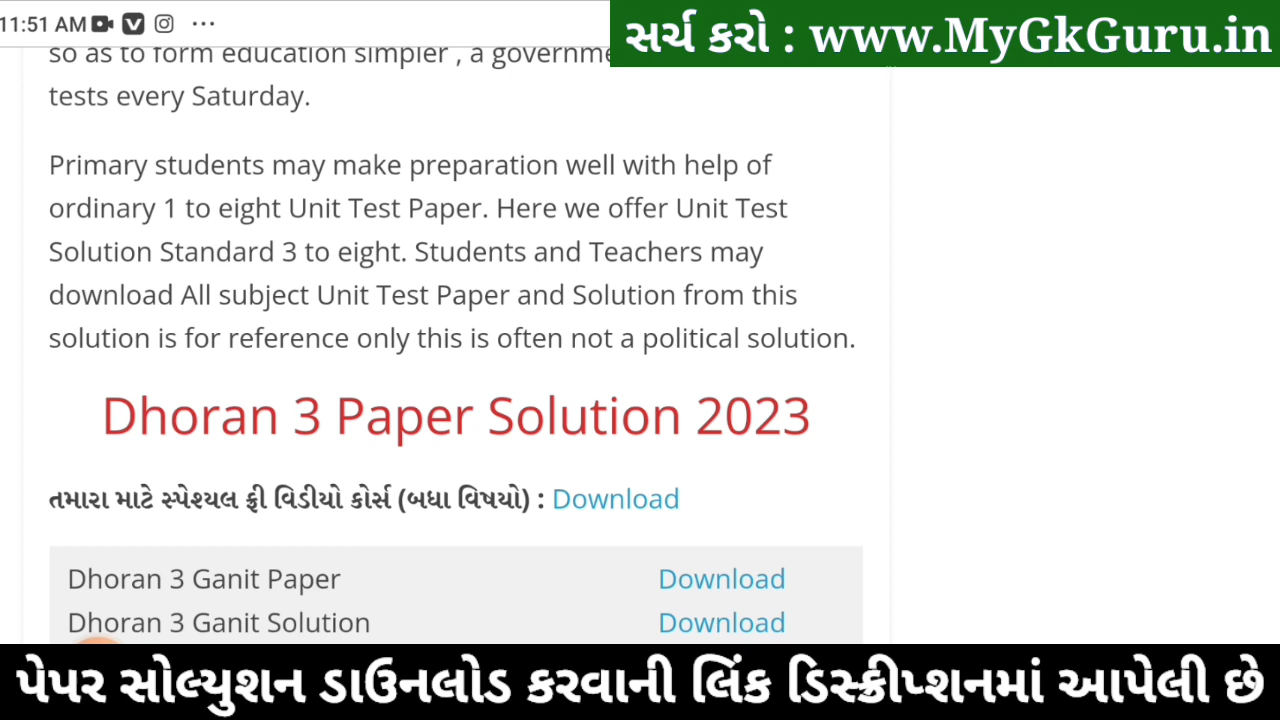 11:51 AM
સર્ચ કરો : www.MyGkGuru.in
so as to form education simpler , a governme
tests every Saturday.
Primary students may make preparation well with help of
ordinary 1 to eight Unit Test Paper. Here we offer Unit Test
Solution Standard 3 to eight. Students and Teachers may
download All subject Unit Test Paper and Solution from this
solution is for reference only this is often not a political solution.
Dhoran 3 Paper Solution 2023
તમારા માટે સ્પેશ્યલ ફ્રી વિડીયો કોર્સ (બધા વિષયો) : Download
Dhoran 3 Ganit Paper Download
Dhoran 3 Ganit Solution Download
પેપર સોલ્યુશન ડાઉનલોડ કરવાની લિંક ડિસ્ક્રીપ્શનમાં આપેલી છે